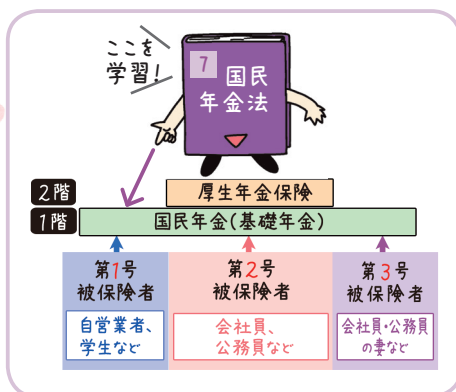 ここを
学習!
7
国民
年金法
2階
厚生年金保険
1階
国民年金(基礎年金)
第1号
被保険者
自営業者、
学生など
第2号
被保険者
会社員、
公務員など
第3号
被保険者
会社員・公務員
の妻など